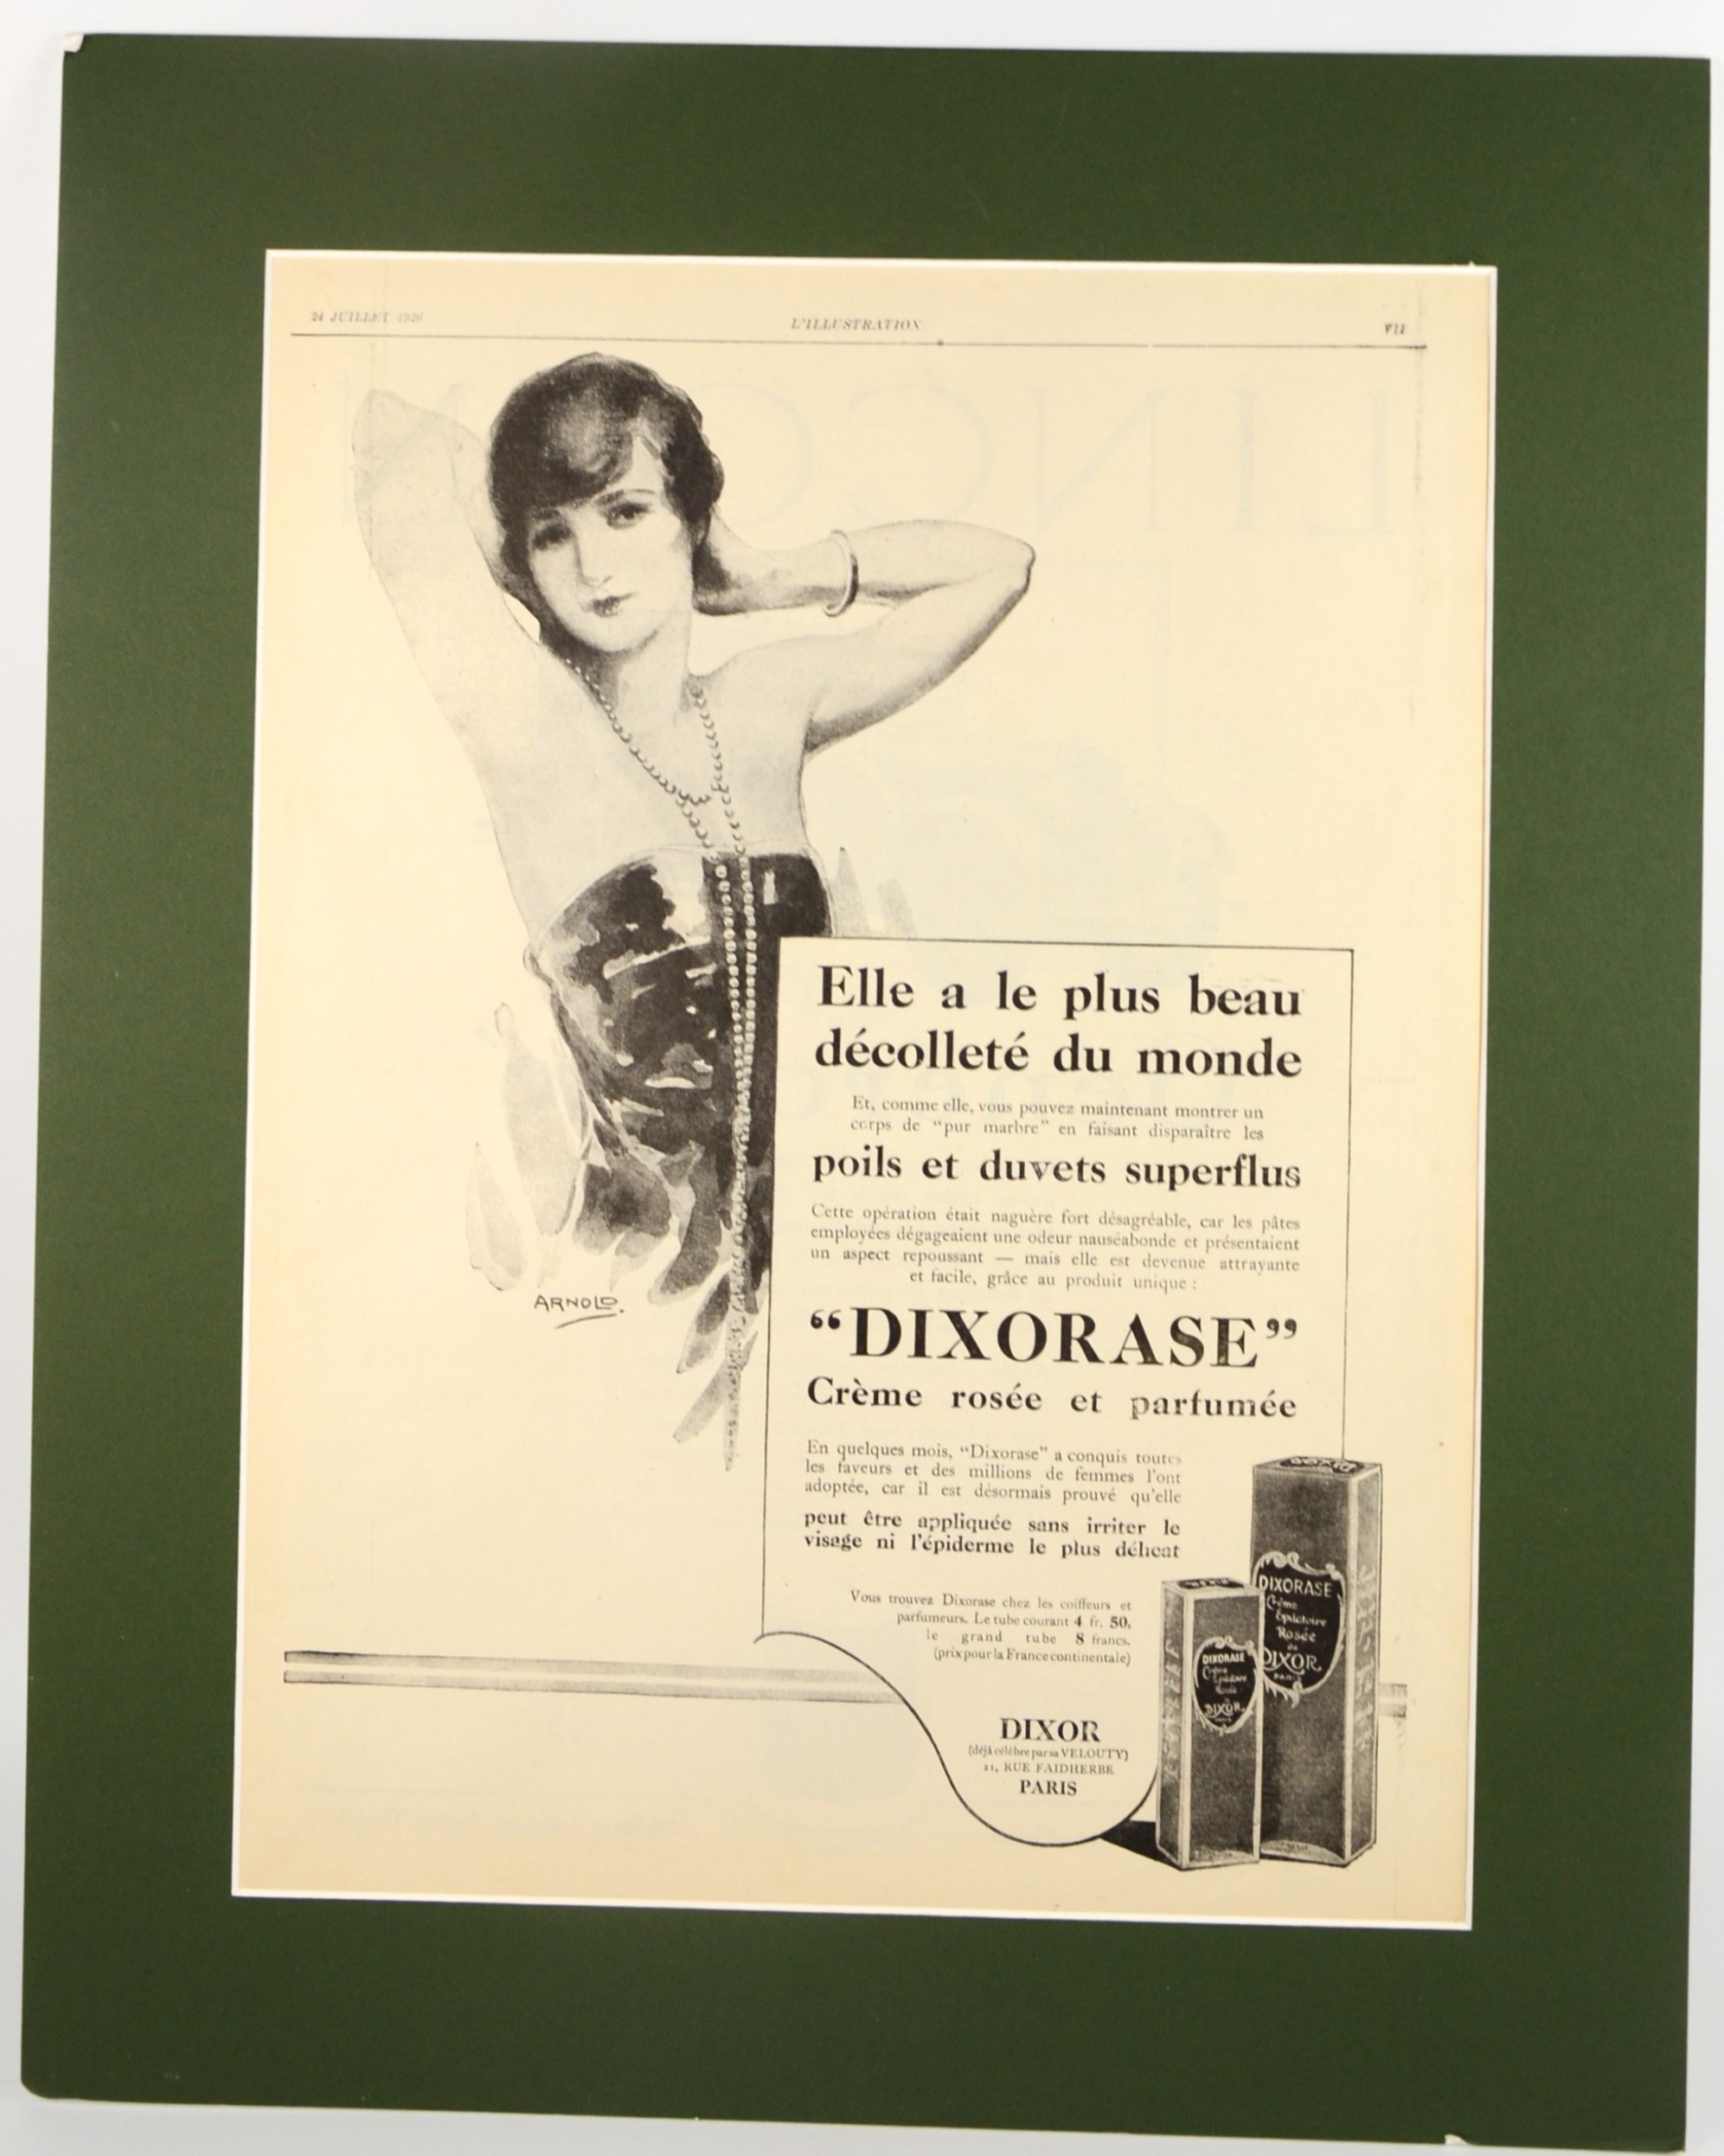 24 JUILLET 1926
L'ILLUSTRATION
VII
LINCOLN
Elle a le plus beau
décolleté du monde
Et, comme elle, vous pouvez maintenant montrer un
corps de “pur marbre” en faisant disparaître les
poils et duvets superflus
Cette opération était naguère fort désagréable, car les pâtes
employées dégageaient une odeur nauséabonde et présentaient
un aspect repoussant — mais elle est devenue attrayante
et facile, grâce au produit unique :
“DIXORASE”
Crème rosée et parfumée
ARNOLD.
En quelques mois, “Dixorase” a conquis toutes
les faveurs et des millions de femmes l'ont
adoptée, car il est désormais prouvé qu'elle
peut être appliquée sans irriter le
visage ni l'épiderme le plus délicat
Vous trouvez Dixorase chez les coiffeurs et
parfumeurs. Le tube courant 4 fr. 50,
le grand tube 8 francs.
(prix pour la France continentale)
DIXOR
(déjà célèbre par sa VELOUTY)
21, RUE FAIDHERBE
PARIS
DIXORASE
Crème
Epilatoire
Rosée
de
DIXOR
PARIS
DIXORASE
Crème
Epilatoire
Rosée
DIXOR